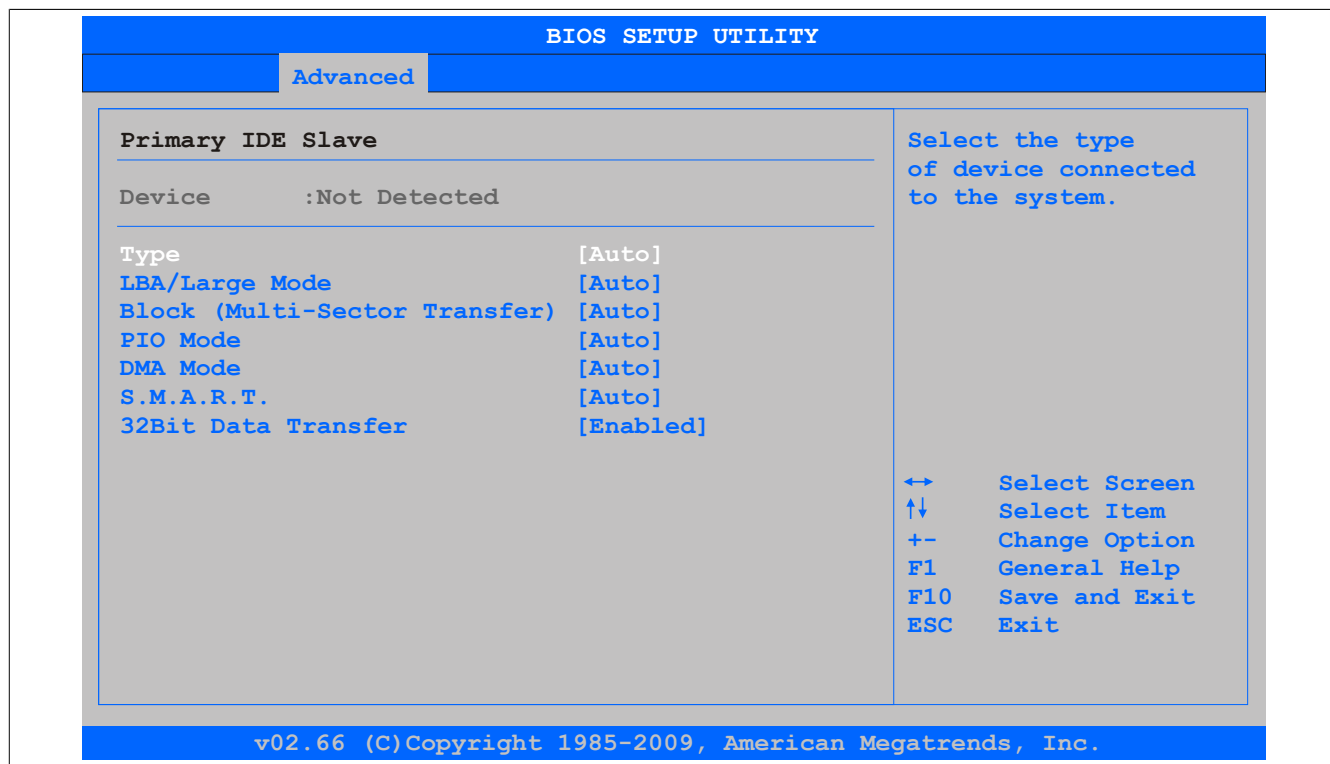 BIOS SETUP UTILITY
Advanced
Primary IDE Slave
Device :Not Detected
Type [Auto]
LBA/Large Mode [Auto]
Block (Multi-Sector Transfer) [Auto]
PIO Mode [Auto]
DMA Mode [Auto]
S.M.A.R.T. [Auto]
32Bit Data Transfer [Enabled]
Select the type
of device connected
to the system.
↔ Select Screen
↑↓ Select Item
+- Change Option
F1 General Help
F10 Save and Exit
ESC Exit
v02.66 (C)Copyright 1985-2009, American Megatrends, Inc.